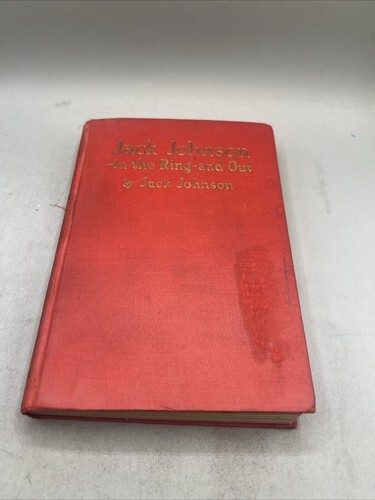 Jack Johnson
-in the Ring-and Out
by Jack Johnson